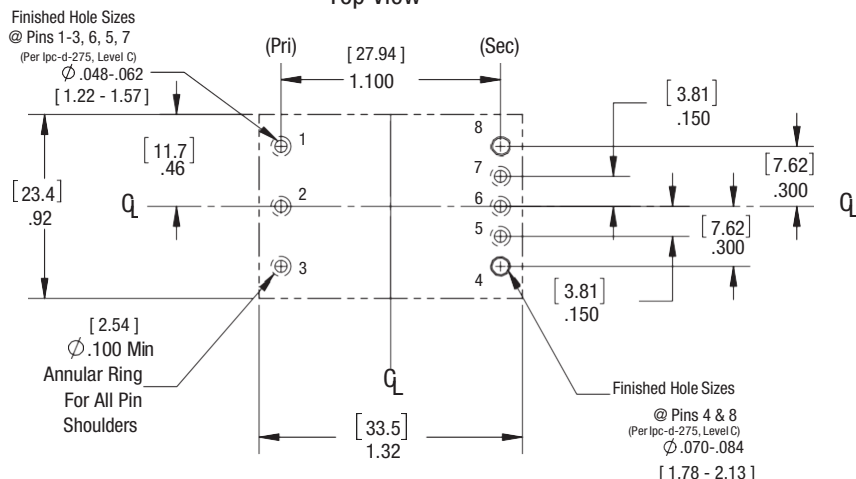 Top View
Finished Hole Sizes
@ Pins 1-3, 6, 5, 7
(Per Ipc-d-275, Level C)
∅ .048-.062
[ 1.22 - 1.57 ]
(Pri)
(Sec)
[ 27.94 ]
1.100
[ 3.81 ]
.150
[ 11.7 ]
.46
[ 23.4 ]
.92
1
2
3
8
7
6
5
4
[ 7.62 ]
.300
[ 7.62 ]
.300
[ 3.81 ]
.150
CL
CL
CL
[ 2.54 ]
∅ .100 Min
Annular Ring
For All Pin
Shoulders
[ 33.5 ]
1.32
Finished Hole Sizes
@ Pins 4 & 8
(Per Ipc-d-275, Level C)
∅ .070-.084
[ 1.78 - 2.13 ]